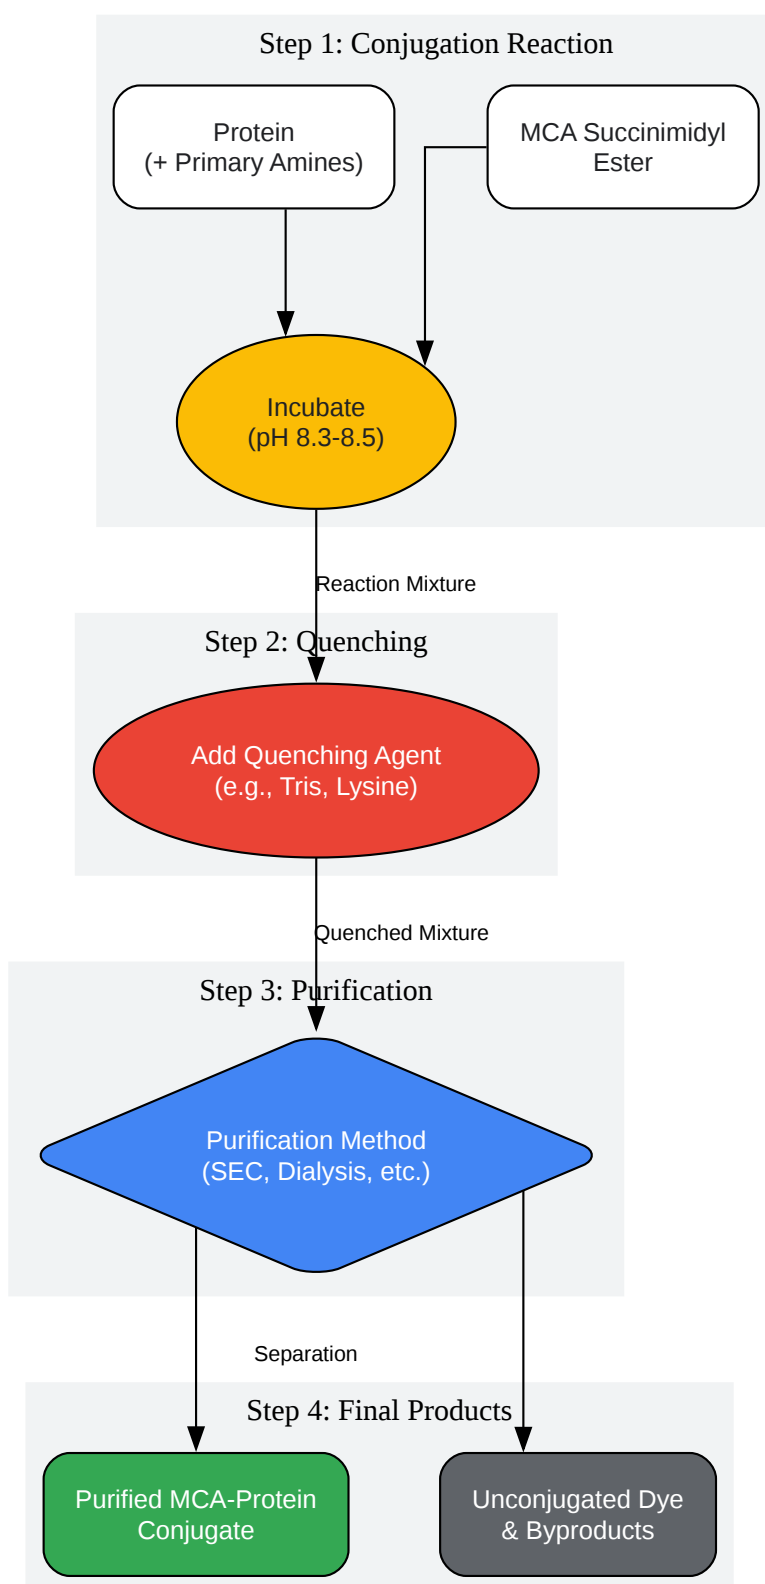 Step 1: Conjugation Reaction
Protein
(+ Primary Amines)
MCA Succinimidyl
Ester
Incubate
(pH 8.3-8.5)
Reaction Mixture
Step 2: Quenching
Add Quenching Agent
(e.g., Tris, Lysine)
Quenched Mixture
Step 3: Purification
Purification Method
(SEC, Dialysis, etc.)
Separation
Step 4: Final Products
Purified MCA-Protein
Conjugate
Unconjugated Dye
& Byproducts